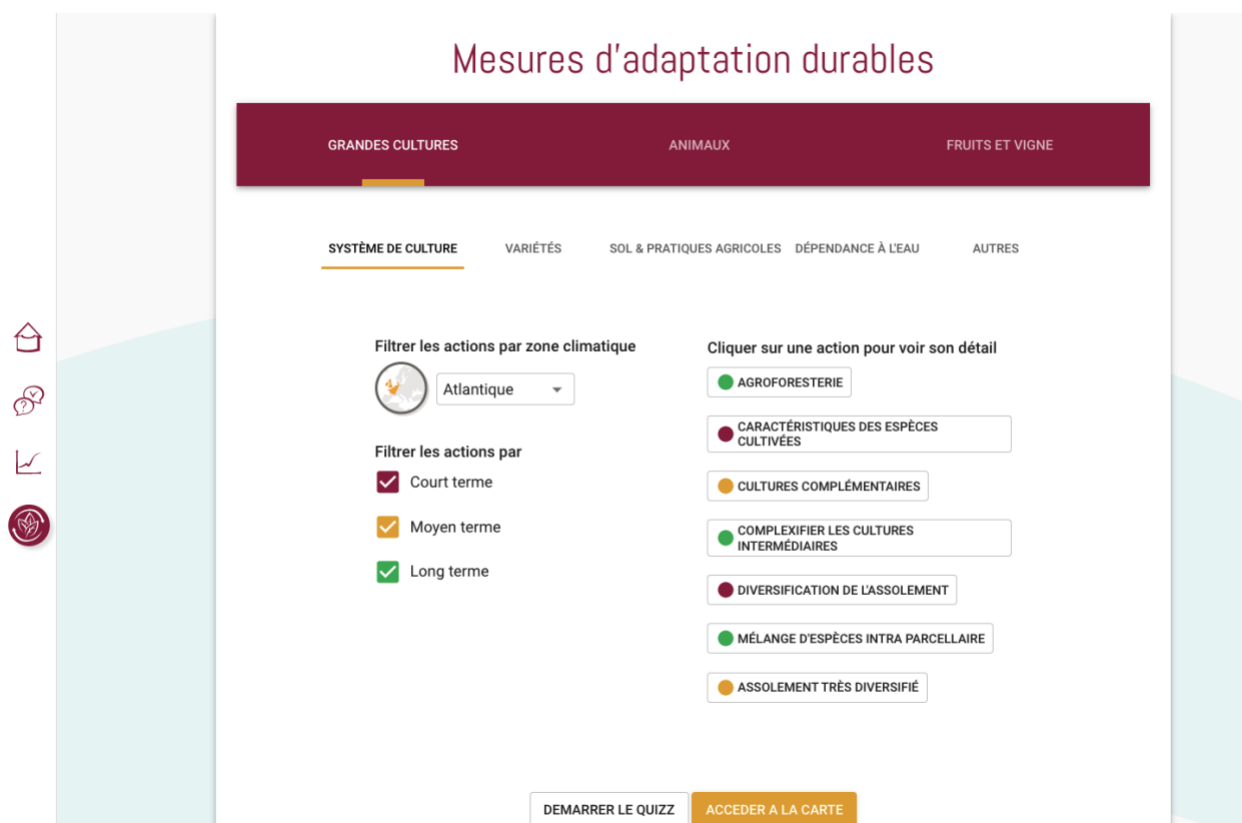 Mesures d'adaptation durables
GRANDES CULTURES
ANIMAUX
FRUITS ET VIGNE
SYSTÈME DE CULTURE
VARIÉTÉS
SOL & PRATIQUES AGRICOLES
DÉPENDANCE À L'EAU
AUTRES
Filtrer les actions par zone climatique
Atlantique
Filtrer les actions par
Court terme
Moyen terme
Long terme
Cliquer sur une action pour voir son détail
AGROFORESTERIE
CARACTÉRISTIQUES DES ESPÈCES
CULTIVÉES
CULTURES COMPLÉMENTAIRES
COMPLEXIFIER LES CULTURES
INTERMÉDIAIRES
DIVERSIFICATION DE L'ASSOLEMENT
MÉLANGE D'ESPÈCES INTRA PARCELLAIRE
ASSOLEMENT TRÈS DIVERSIFIÉ
DEMARRER LE QUIZZ
ACCEDER A LA CARTE